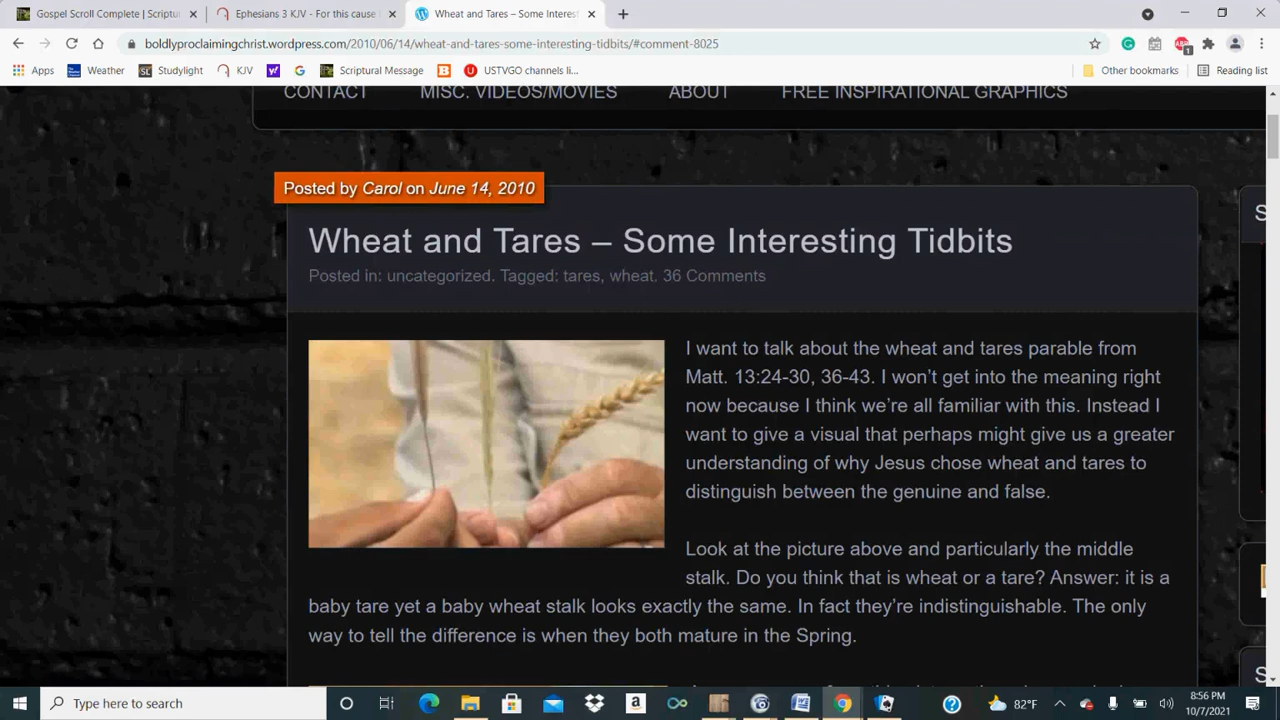 Gospel Scroll Complete | Scriptu
Ephesians 3 KJV - For this cause
Wheat and Tares – Some Interest
boldlyproclaimingchrist.wordpress.com/2010/06/14/wheat-and-tares-some-interesting-tidbits/#comment-8025
Apps Weather Studylight KJV Scriptural Message USTVGO channels li... Other bookmarks Reading list
CONTACT MISC. VIDEOS/MOVIES ABOUT FREE INSPIRATIONAL GRAPHICS
Posted by Carol on June 14, 2010
Wheat and Tares – Some Interesting Tidbits
Posted in: uncategorized. Tagged: tares, wheat. 36 Comments
I want to talk about the wheat and tares parable from
Matt. 13:24-30, 36-43. I won’t get into the meaning right
now because I think we’re all familiar with this. Instead I
want to give a visual that perhaps might give us a greater
understanding of why Jesus chose wheat and tares to
distinguish between the genuine and false.
Look at the picture above and particularly the middle
stalk. Do you think that is wheat or a tare? Answer: it is a
baby tare yet a baby wheat stalk looks exactly the same. In fact they’re indistinguishable. The only
way to tell the difference is when they both mature in the Spring.
Type here to search
82°F
8:56 PM
10/7/2021